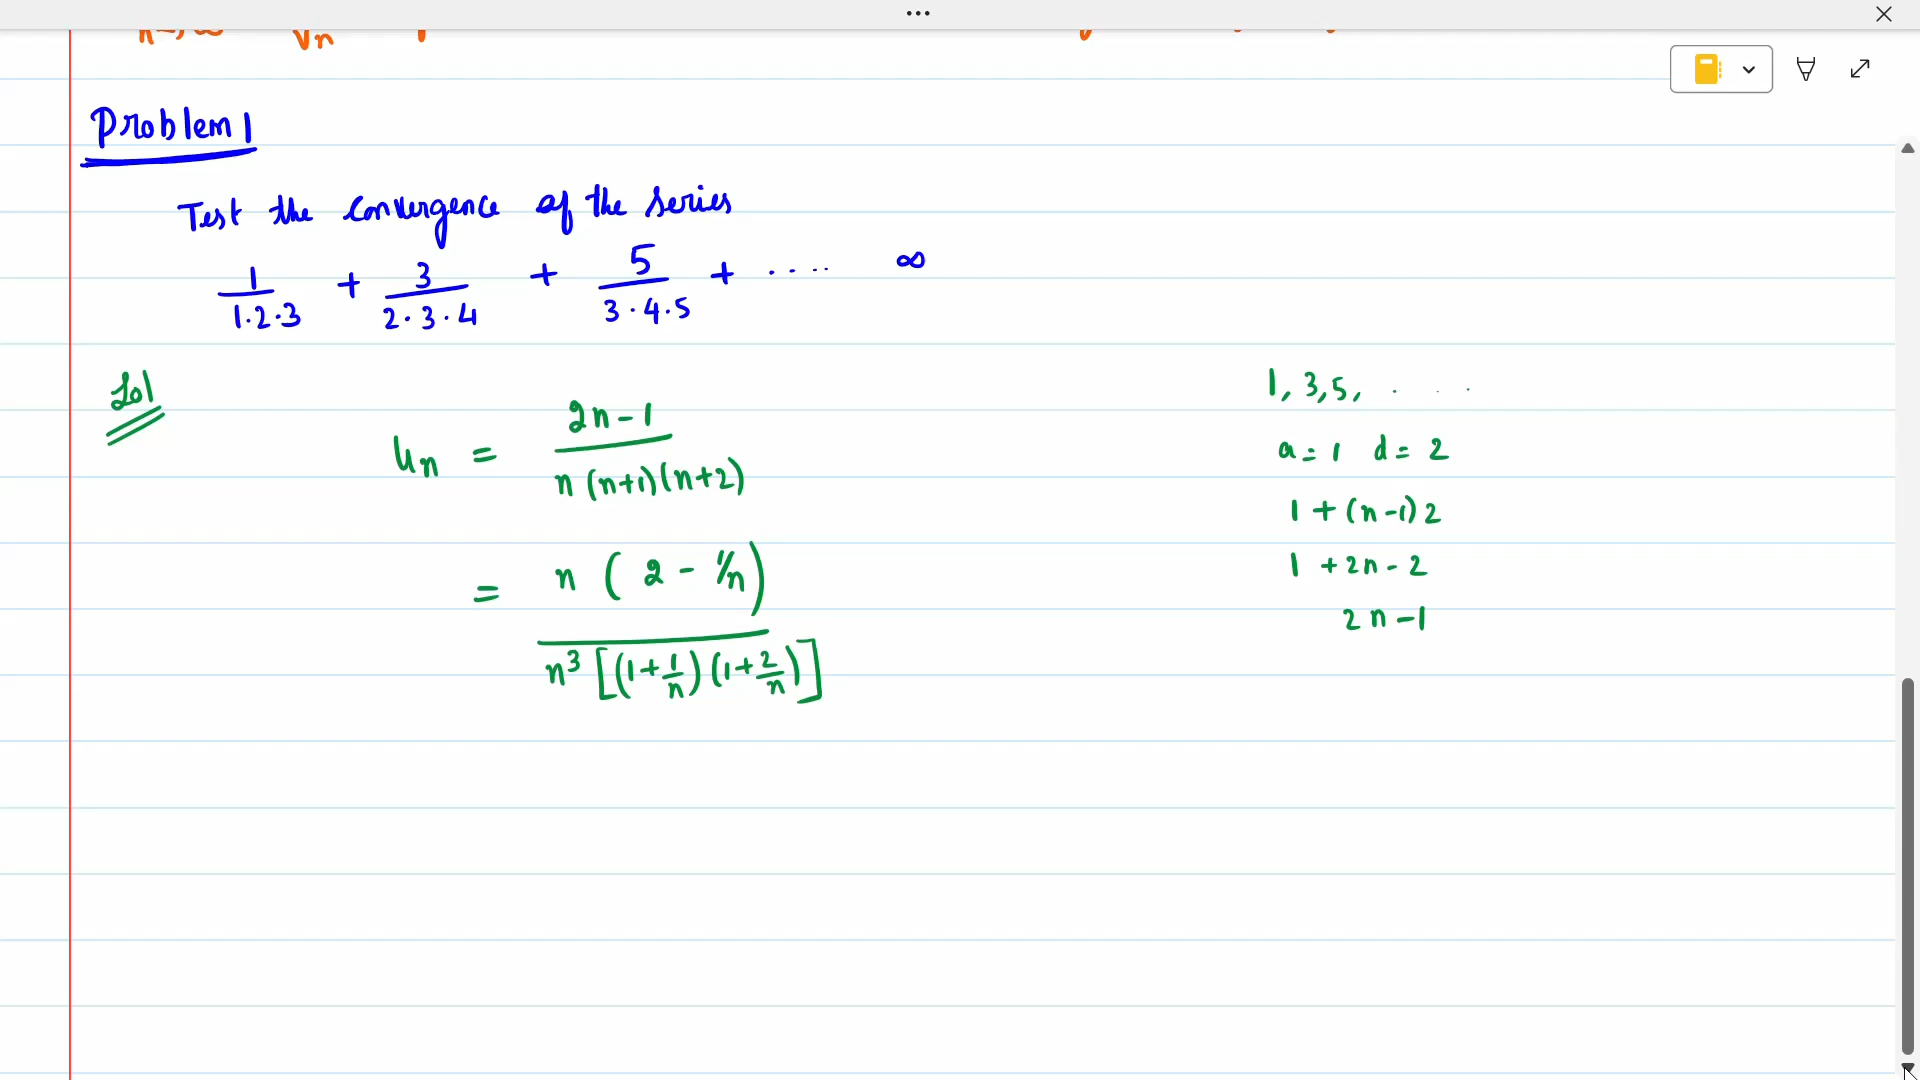 n→∞ Vn
Problem 1
Test the convergence of the series
1/(1·2·3) + 3/(2·3·4) + 5/(3·4·5) + ····· ∞
Sol
1, 3, 5, . . .
un = (2n-1)/(n(n+1)(n+2))
a = 1 d = 2
1 + (n-1)2
= n(2 - 1/n)/(n³[(1+1/n)(1+2/n)])
1 + 2n - 2
2n - 1